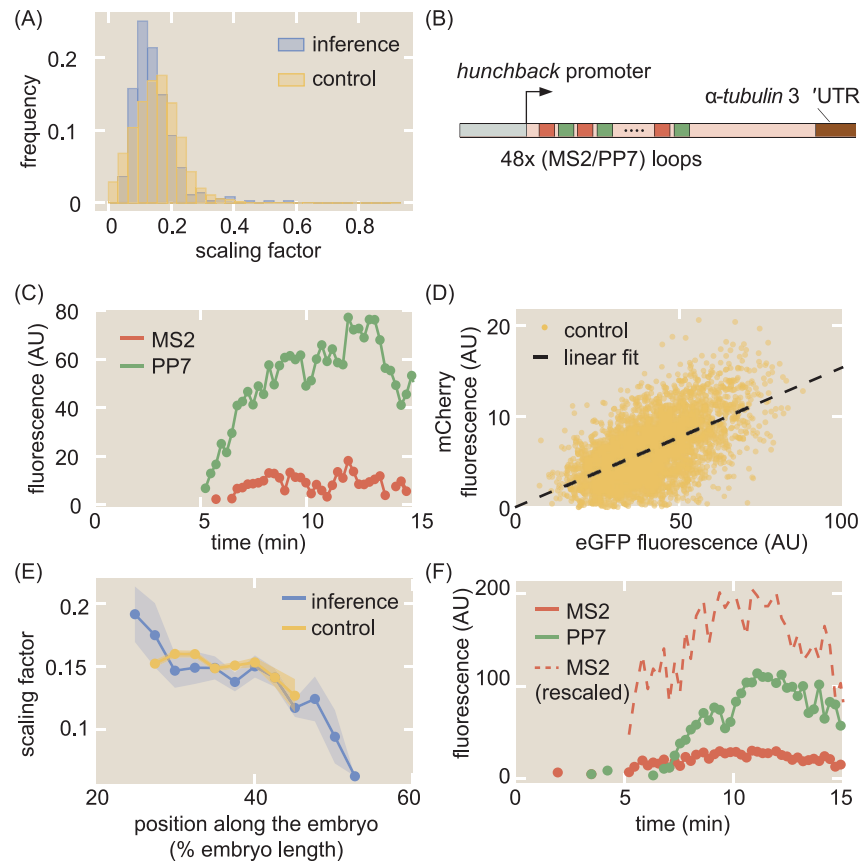 (A)
0.2
0.1
0
frequency
inference
control
0
0.2
0.4
0.6
0.8
scaling factor
(B)
hunchback promoter
α-tubulin 3 'UTR
....
48x (MS2/PP7) loops
(C)
80
60
40
20
0
fluorescence (AU)
MS2
PP7
0
5
10
15
time (min)
(D)
20
10
0
mCherry
fluorescence (AU)
control
linear fit
0
50
100
eGFP fluorescence (AU)
(E)
0.2
0.15
0.1
scaling factor
inference
control
20
40
60
position along the embryo
(% embryo length)
(F)
200
100
0
fluorescence (AU)
MS2
PP7
MS2
(rescaled)
0
5
10
15
time (min)